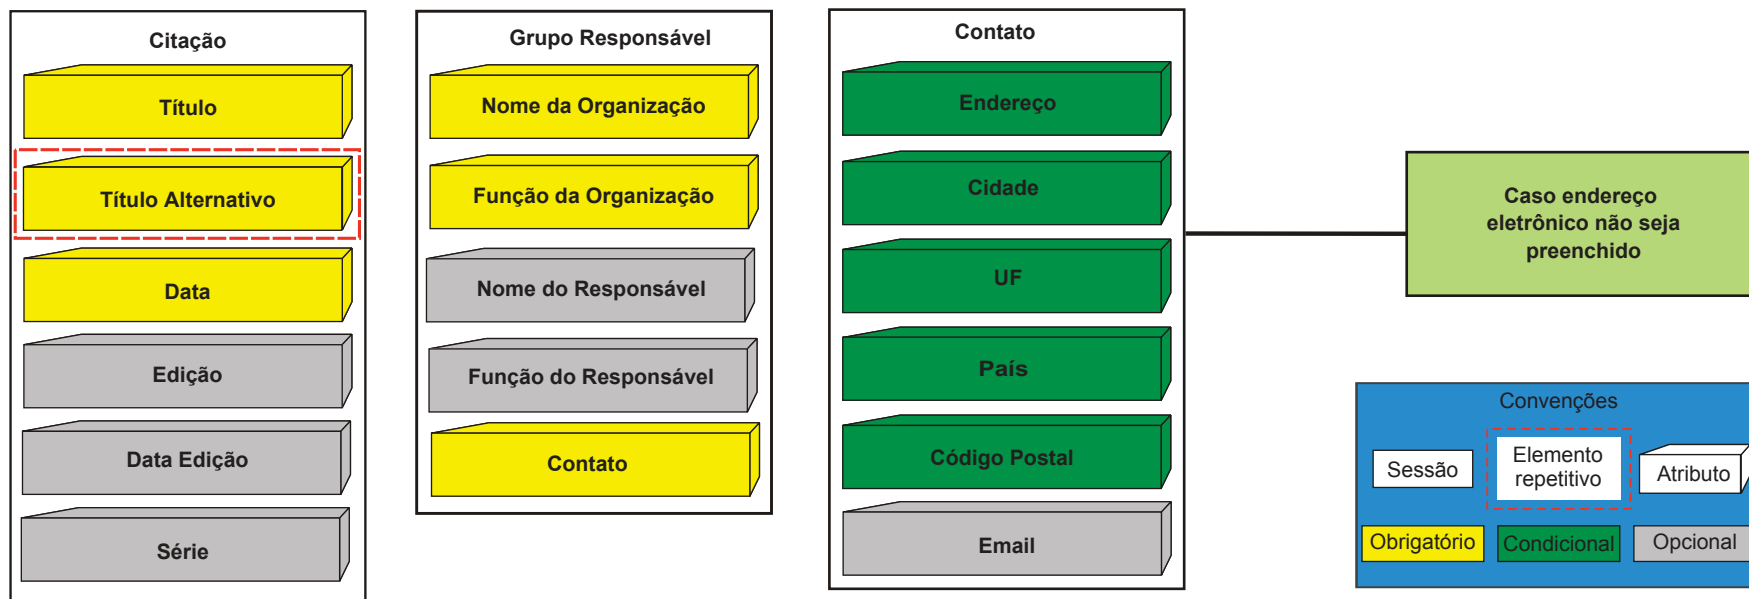 Citação
Título
Título Alternativo
Data
Edição
Data Edição
Série
Grupo Responsável
Nome da Organização
Função da Organização
Nome do Responsável
Função do Responsável
Contato
Contato
Endereço
Cidade
UF
País
Código Postal
Email
Caso endereço
eletrônico não seja
preenchido
Convenções
Sessão
Elemento
repetitivo
Atributo
Obrigatório
Condicional
Opcional